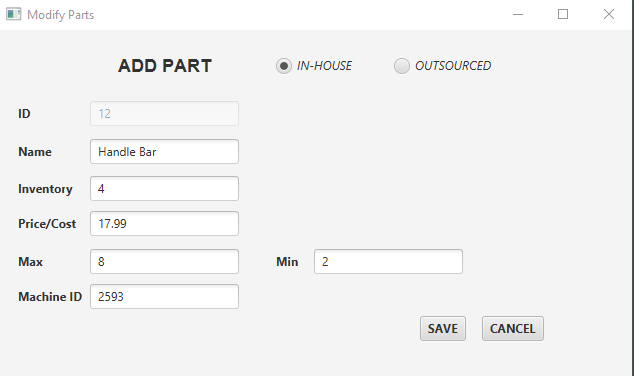 Modify Parts
ADD PART IN-HOUSE OUTSOURCED
ID 12
Name Handle Bar
Inventory 4
Price/Cost 17.99
Max 8 Min 2
Machine ID 2593
SAVE CANCEL